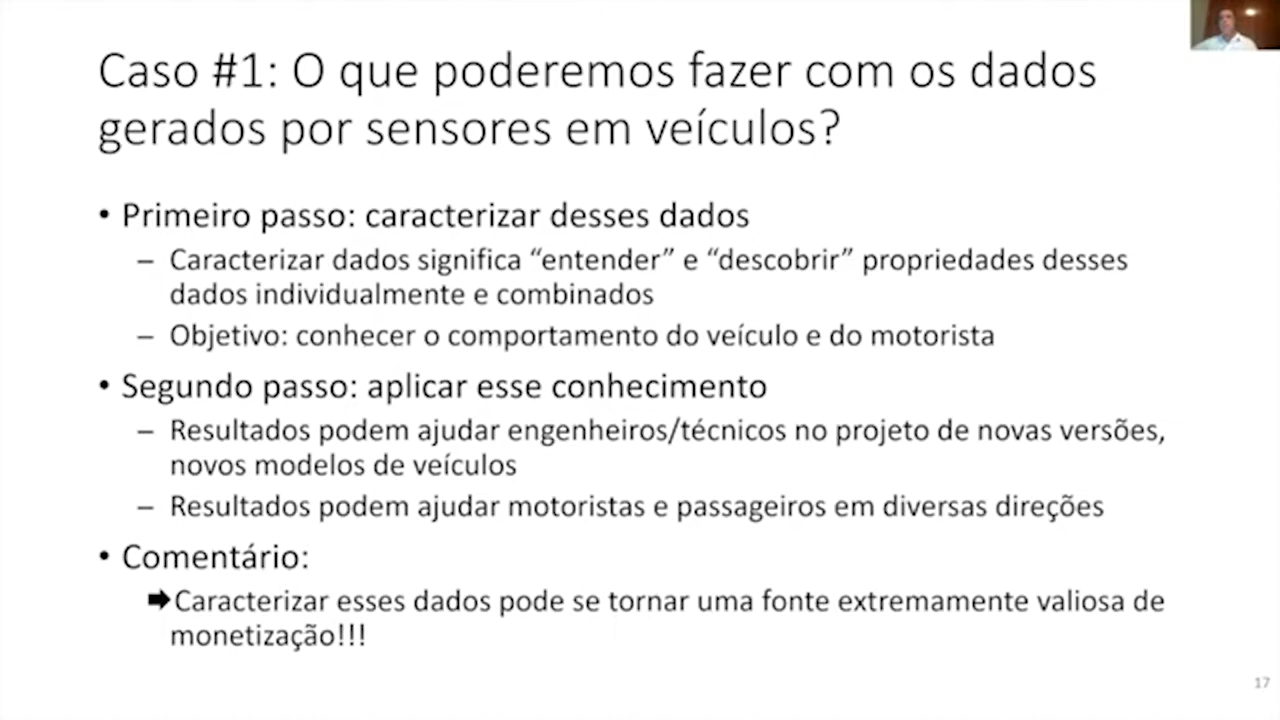 Caso #1: O que poderemos fazer com os dados
gerados por sensores em veículos?
• Primeiro passo: caracterizar desses dados
– Caracterizar dados significa “entender” e “descobrir” propriedades desses
dados individualmente e combinados
– Objetivo: conhecer o comportamento do veículo e do motorista
• Segundo passo: aplicar esse conhecimento
– Resultados podem ajudar engenheiros/técnicos no projeto de novas versões,
novos modelos de veículos
– Resultados podem ajudar motoristas e passageiros em diversas direções
• Comentário:
➡Caracterizar esses dados pode se tornar uma fonte extremamente valiosa de
monetização!!!
17